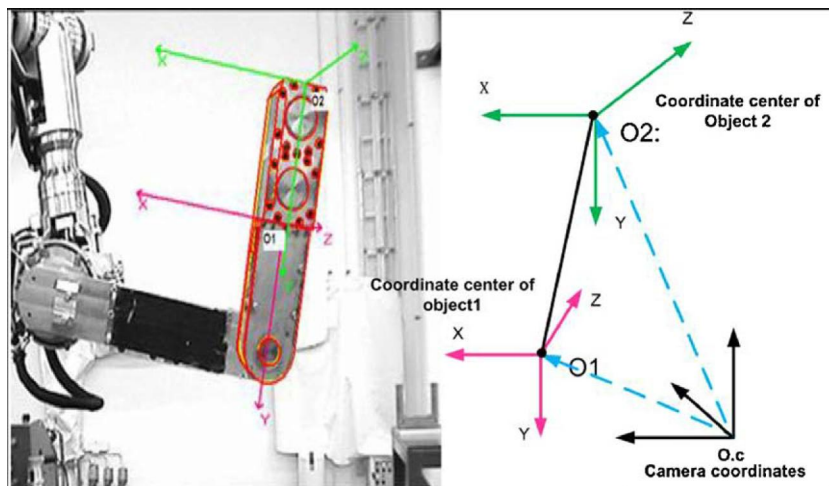 X
Z
O2
X
Z
O1
Y
Y
Z
X
Coordinate center of
Object 2
O2:
Y
Coordinate center of
object1
Z
X
O1
Y
O.c
Camera coordinates